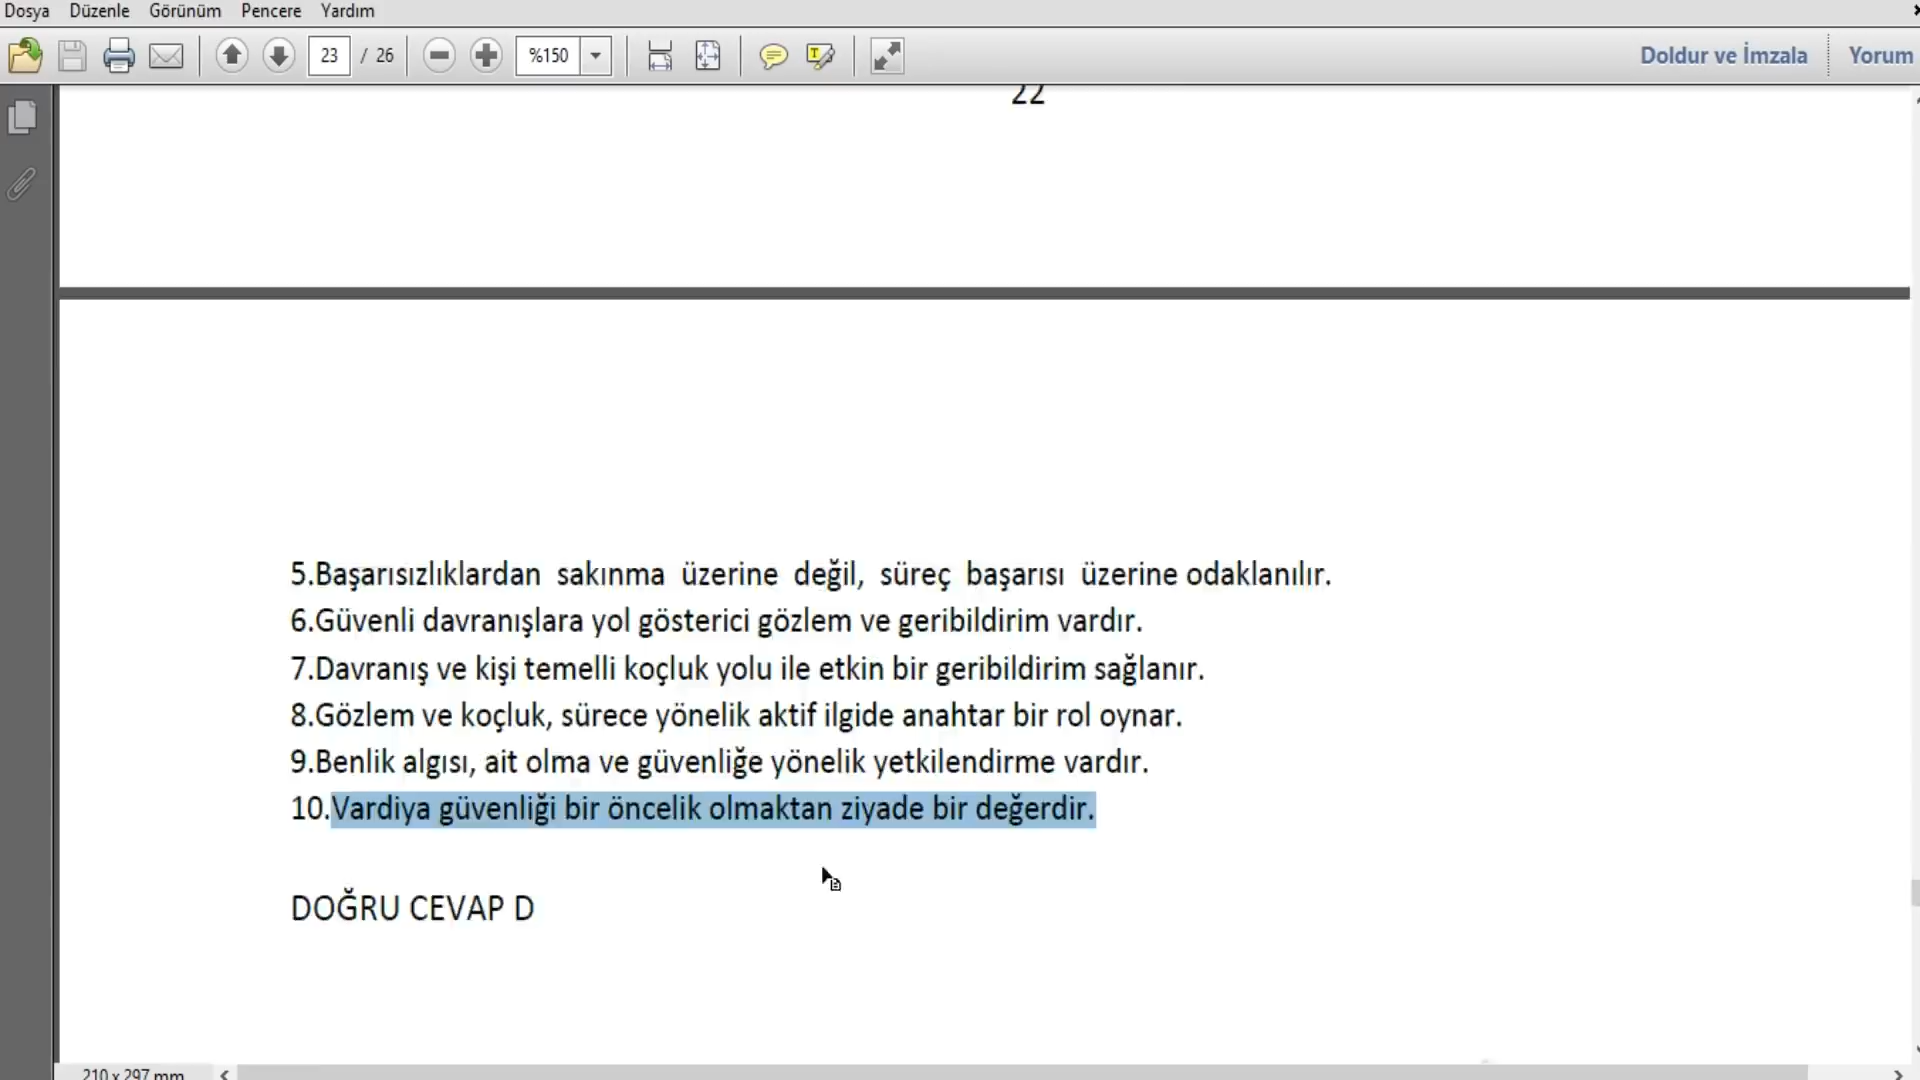 Dosya Düzenle Görünüm Pencere Yardım
23 / 26 %150 Doldur ve İmzala Yorum
22
5.Başarısızlıklardan sakınma üzerine değil, süreç başarısı üzerine odaklanılır.
6.Güvenli davranışlara yol gösterici gözlem ve geribildirim vardır.
7.Davranış ve kişi temelli koçluk yolu ile etkin bir geribildirim sağlanır.
8.Gözlem ve koçluk, sürece yönelik aktif ilgide anahtar bir rol oynar.
9.Benlik algısı, ait olma ve güvenliğe yönelik yetkilendirme vardır.
10.Vardiya güvenliği bir öncelik olmaktan ziyade bir değerdir.
DOĞRU CEVAP D
210 x 297 mm